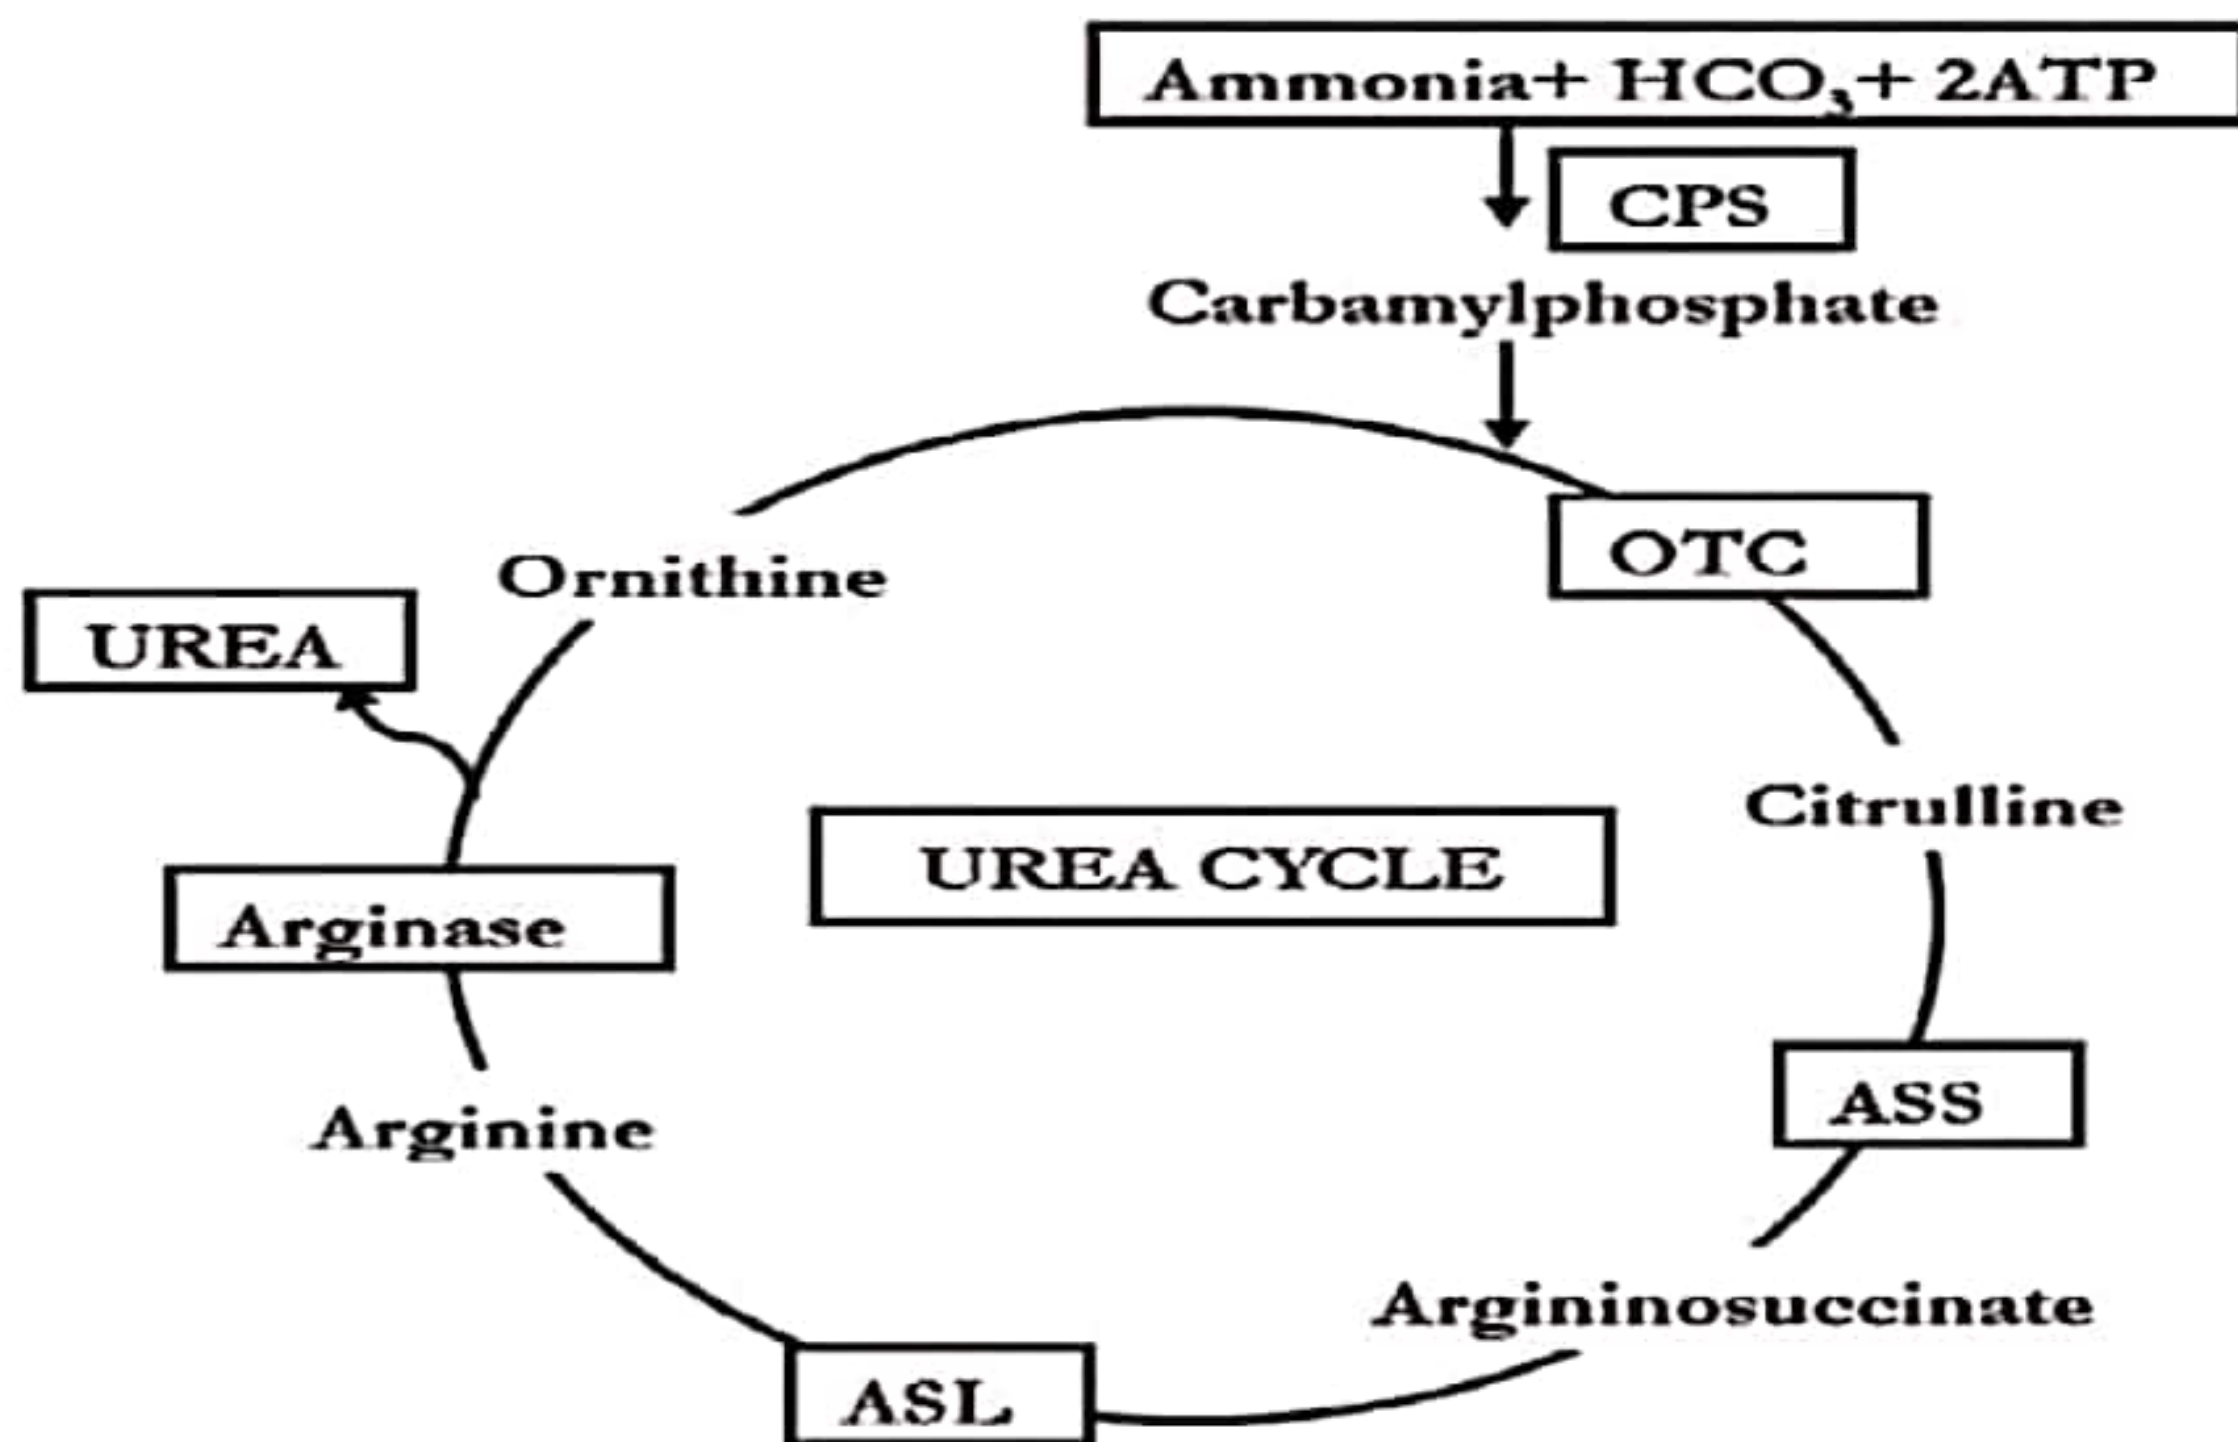 Ammonia+ HCO₃+ 2ATP
CPS
Carbamylphosphate
OTC
Ornithine
UREA
Citrulline
UREA CYCLE
Arginase
ASS
Arginine
Argininosuccinate
ASL